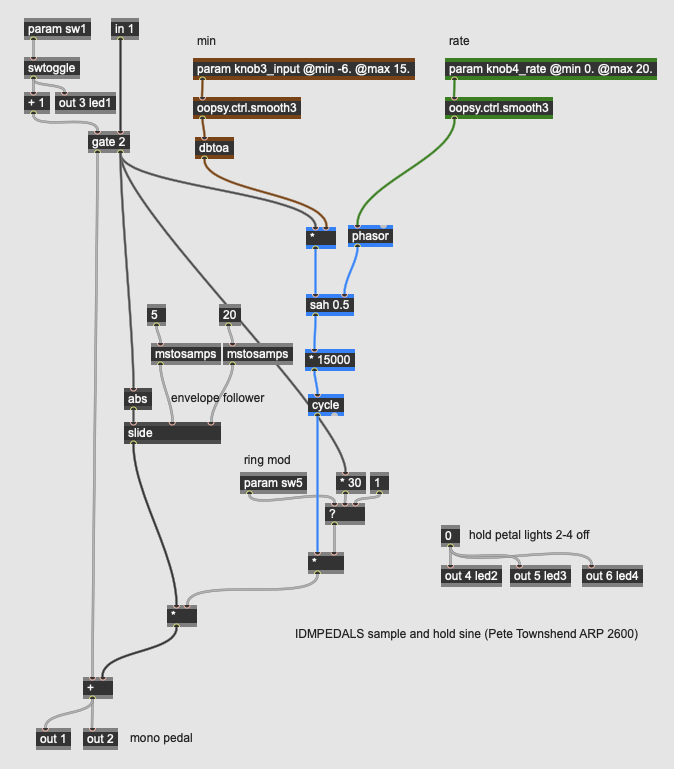 param sw1
in 1
min
rate
swtoggle
param knob3_input @min -6. @max 15.
param knob4_rate @min 0. @max 20.
+ 1
out 3 led1
oopsy.ctrl.smooth3
oopsy.ctrl.smooth3
gate 2
dbtoa
*
phasor
sah 0.5
5
20
mstosamps
mstosamps
* 15000
abs
envelope follower
cycle
slide
ring mod
param sw5
* 30
1
?
0
hold petal lights 2-4 off
*
out 4 led2
out 5 led3
out 6 led4
*
IDMPEDALS sample and hold sine (Pete Townshend ARP 2600)
+
out 1
out 2
mono pedal